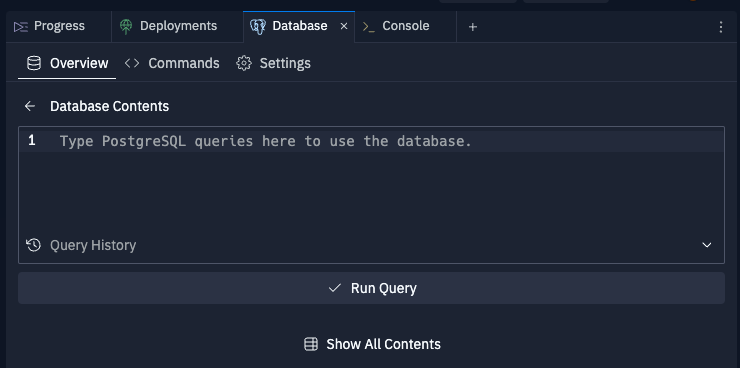 Progress Deployments Database × Console +
Overview Commands Settings
Database Contents
1 Type PostgreSQL queries here to use the database.
Query History
Run Query
Show All Contents